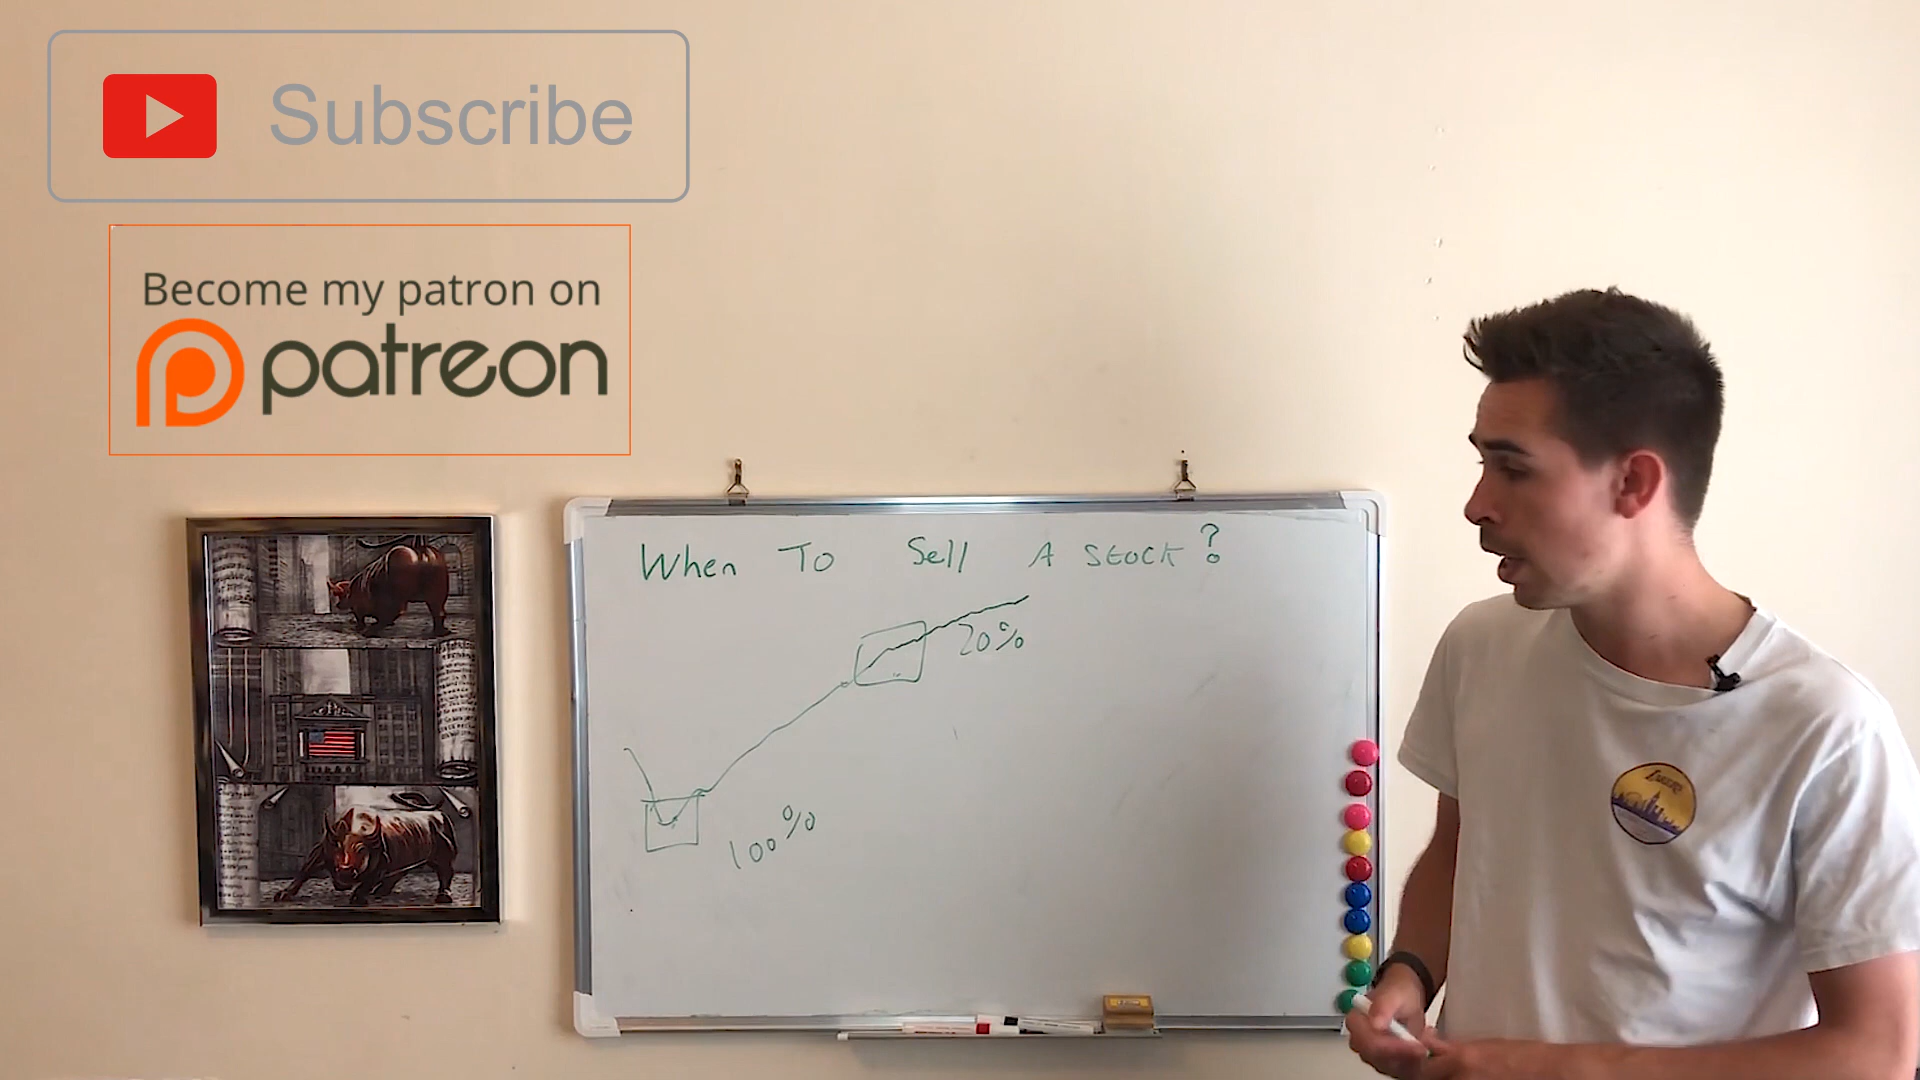 Subscribe
Become my patron on
patreon
When To Sell A Stock?
20%
100%